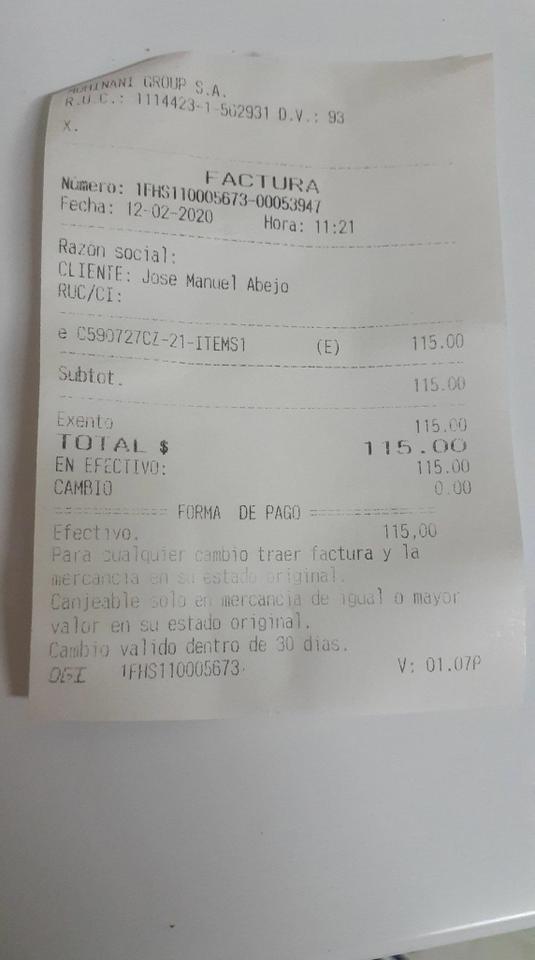 GROUP S.A.
R.U.C.: 1114423-1-562931 D.V.: 93
X.
FACTURA
Número: 1FHS110005673-00053947
Fecha: 12-02-2020 Hora: 11:21
Razón social:
CLIENTE: Jose Manuel Abejo
RUC/CI:
e C590727CZ-21-ITEMS1 (E) 115.00
Subtot. 115.00
Exento 115.00
TOTAL $ 115.00
EN EFECTIVO: 115.00
CAMBIO 0.00
============ FORMA DE PAGO ============
Efectivo. 115,00
Para cualquier cambio traer factura y la
mercancia en su estado original.
Canjeable solo en mercancia de igual o mayor
valor en su estado original.
Cambio valido dentro de 30 dias.
DGI 1FHS110005673 V: 01.07P